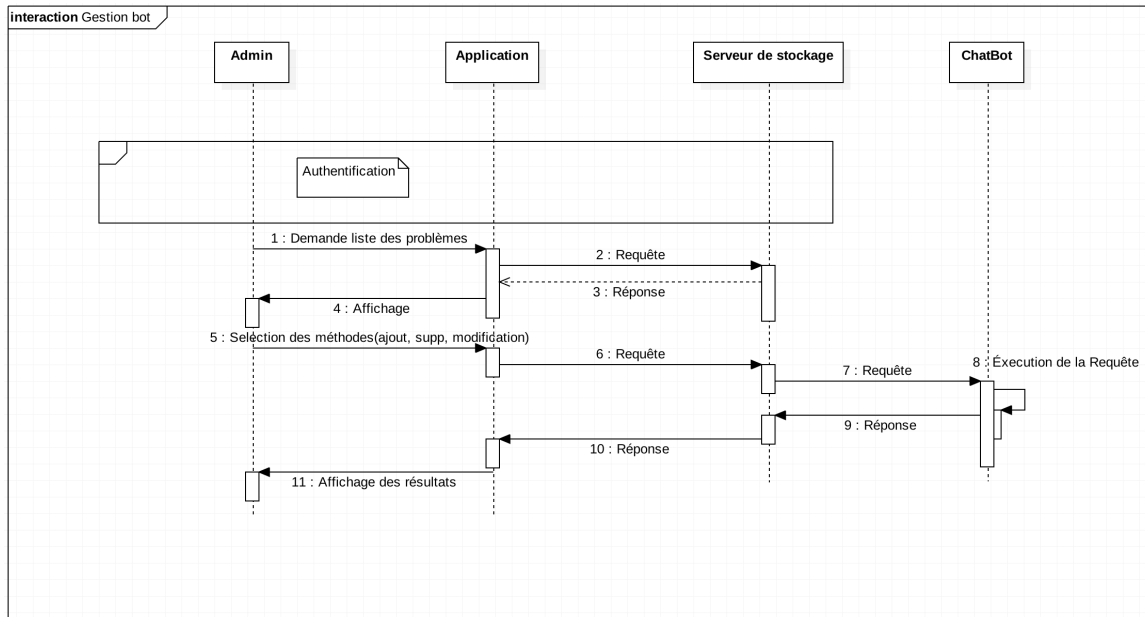 interaction Gestion bot
Admin
Application
Serveur de stockage
ChatBot
Authentification
1 : Demande liste des problèmes
2 : Requête
3 : Réponse
4 : Affichage
5 : Selection des méthodes(ajout, supp, modification)
6 : Requête
7 : Requête
8 : Éxecution de la Requête
9 : Réponse
10 : Réponse
11 : Affichage des résultats